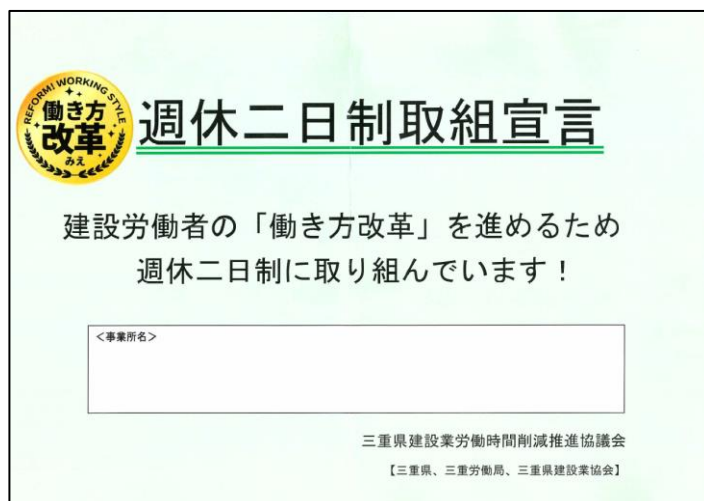 REFORM! WORKING STYLE
働き方
改革
みえ
週休二日制取組宣言
建設労働者の「働き方改革」を進めるため
週休二日制に取り組んでいます！
＜事業所名＞
三重県建設業労働時間削減推進協議会
【三重県、三重労働局、三重県建設業協会】